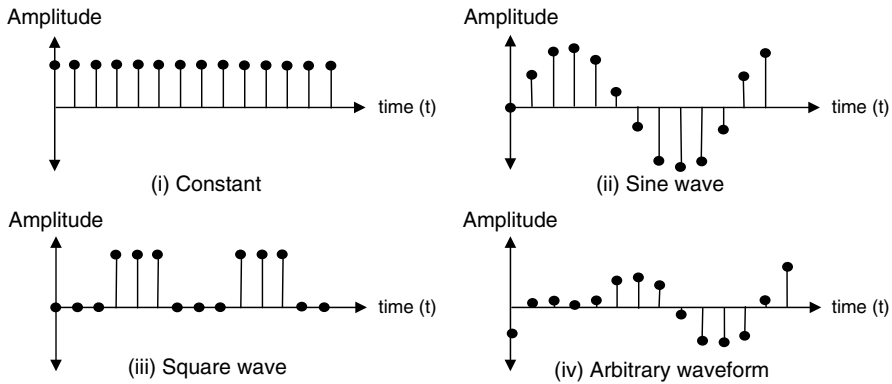 Amplitude
time (t)
(i) Constant
Amplitude
time (t)
(ii) Sine wave
Amplitude
time (t)
(iii) Square wave
Amplitude
time (t)
(iv) Arbitrary waveform